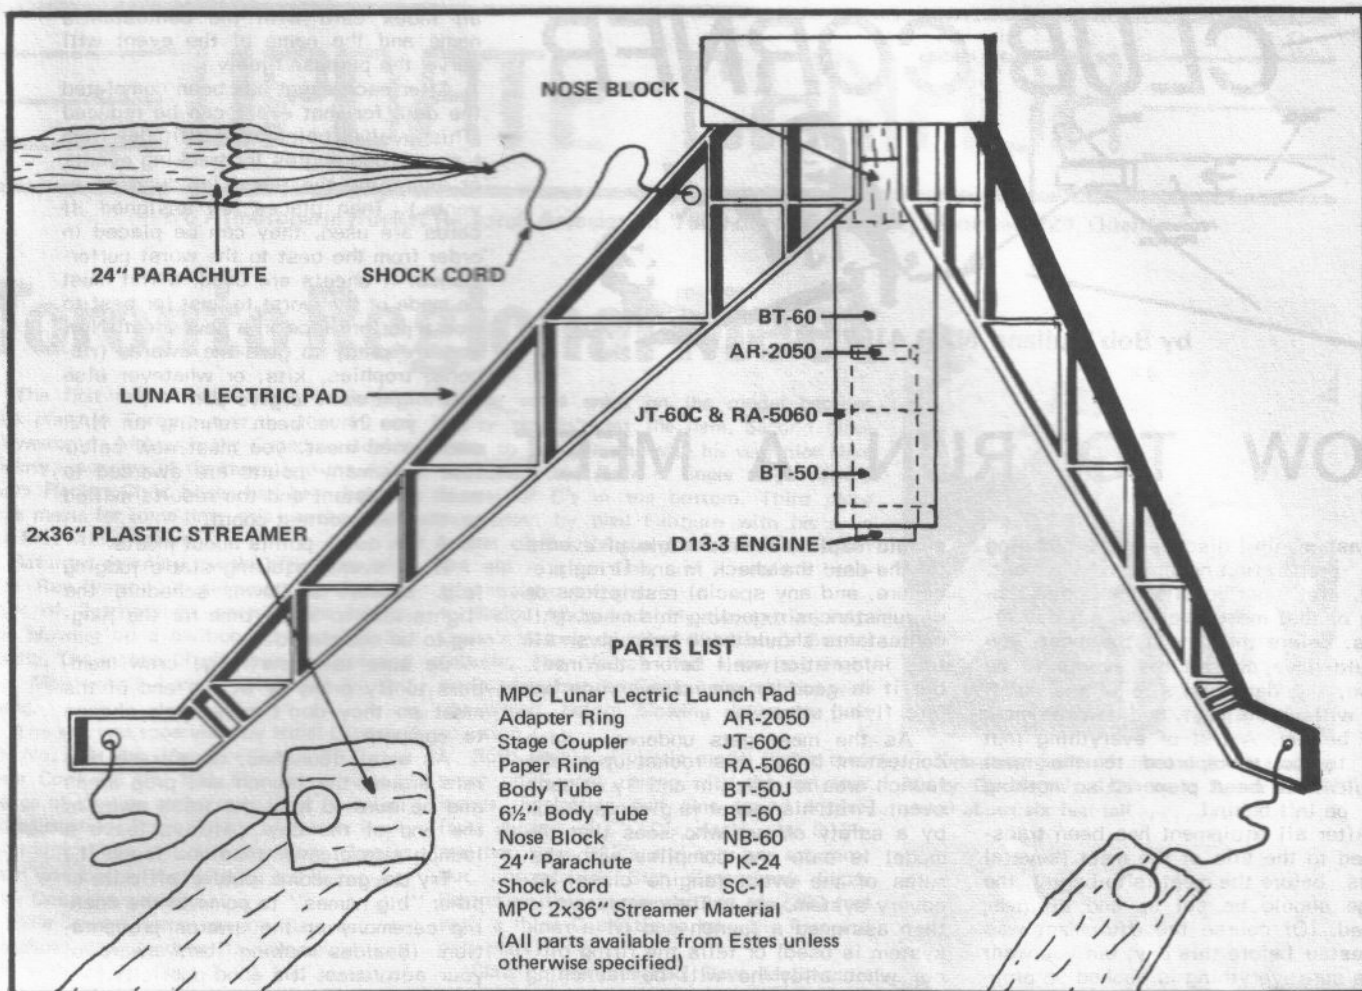 NOSE BLOCK
24" PARACHUTE
SHOCK CORD
BT-60
AR-2050
LUNAR LECTRIC PAD
JT-60C & RA-5060
BT-50
2x36" PLASTIC STREAMER
D13-3 ENGINE
PARTS LIST
MPC Lunar Lectric Launch Pad
Adapter Ring AR-2050
Stage Coupler JT-60C
Paper Ring RA-5060
Body Tube BT-50J
6½" Body Tube BT-60
Nose Block NB-60
24" Parachute PK-24
Shock Cord SC-1
MPC 2x36" Streamer Material
(All parts available from Estes unless
otherwise specified)